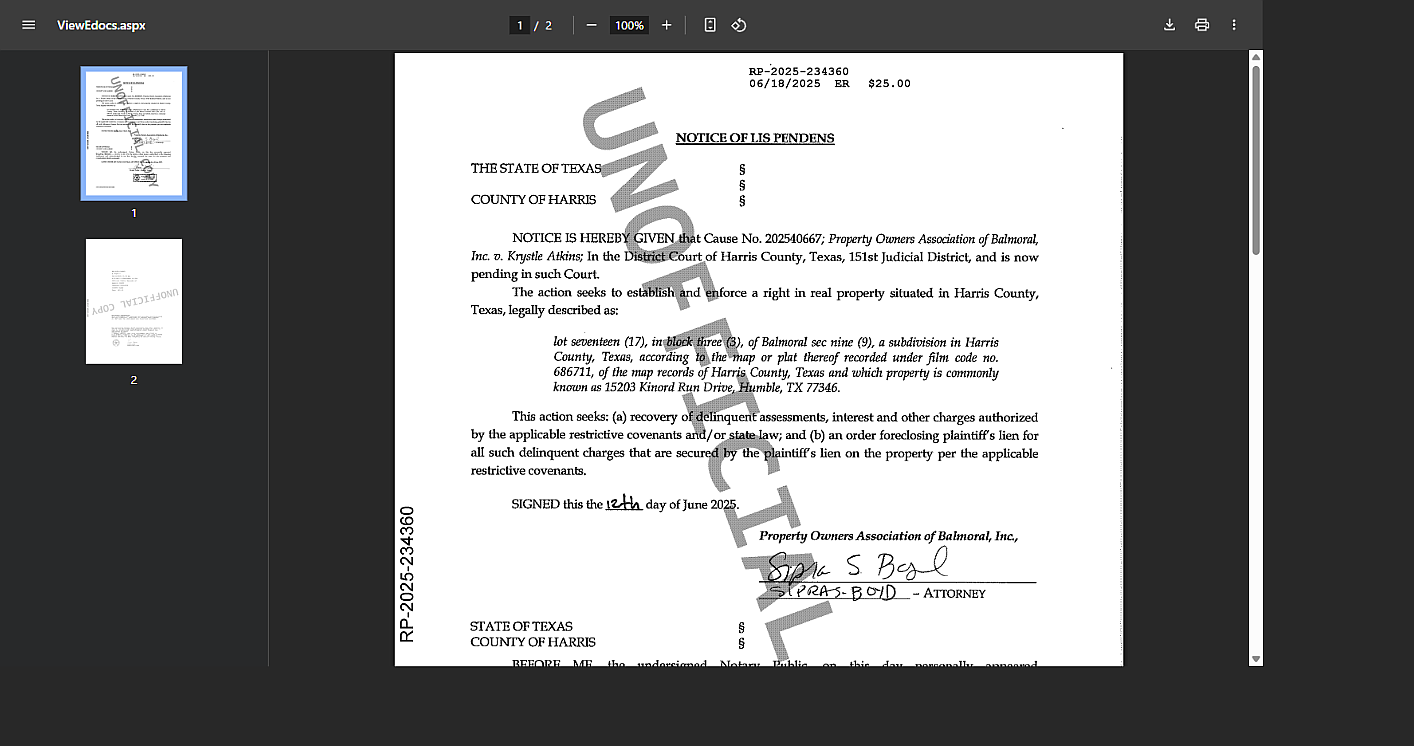 ViewEdocs.aspx
1 / 2
100%
1
2
RP-2025-234360
06/18/2025 ER $25.00
NOTICE OF LIS PENDENS
THE STATE OF TEXAS §
§
COUNTY OF HARRIS §
NOTICE IS HEREBY GIVEN that Cause No. 202540667; Property Owners Association of Balmoral,
Inc. v. Krystle Atkins; In the District Court of Harris County, Texas, 151st Judicial District, and is now
pending in such Court.
The action seeks to establish and enforce a right in real property situated in Harris County,
Texas, legally described as:
lot seventeen (17), in block three (3), of Balmoral sec nine (9), a subdivision in Harris
County, Texas, according to the map or plat thereof recorded under film code no.
686711, of the map records of Harris County, Texas and which property is commonly
known as 15203 Kinord Run Drive, Humble, TX 77346.
This action seeks: (a) recovery of delinquent assessments, interest and other charges authorized
by the applicable restrictive covenants and/or state law; and (b) an order foreclosing plaintiff's lien for
all such delinquent charges that are secured by the plaintiff's lien on the property per the applicable
restrictive covenants.
SIGNED this the 12th day of June 2025.
Property Owners Association of Balmoral, Inc.,
Sipra S. Boyd
SIPRA S. BOYD – ATTORNEY
STATE OF TEXAS §
COUNTY OF HARRIS §
BEFORE ME, the undersigned Notary Public, on this day personally appeared
RP-2025-234360
UNOFFICIAL
UNOFFICIAL COPY
UNOFFICIAL COPY